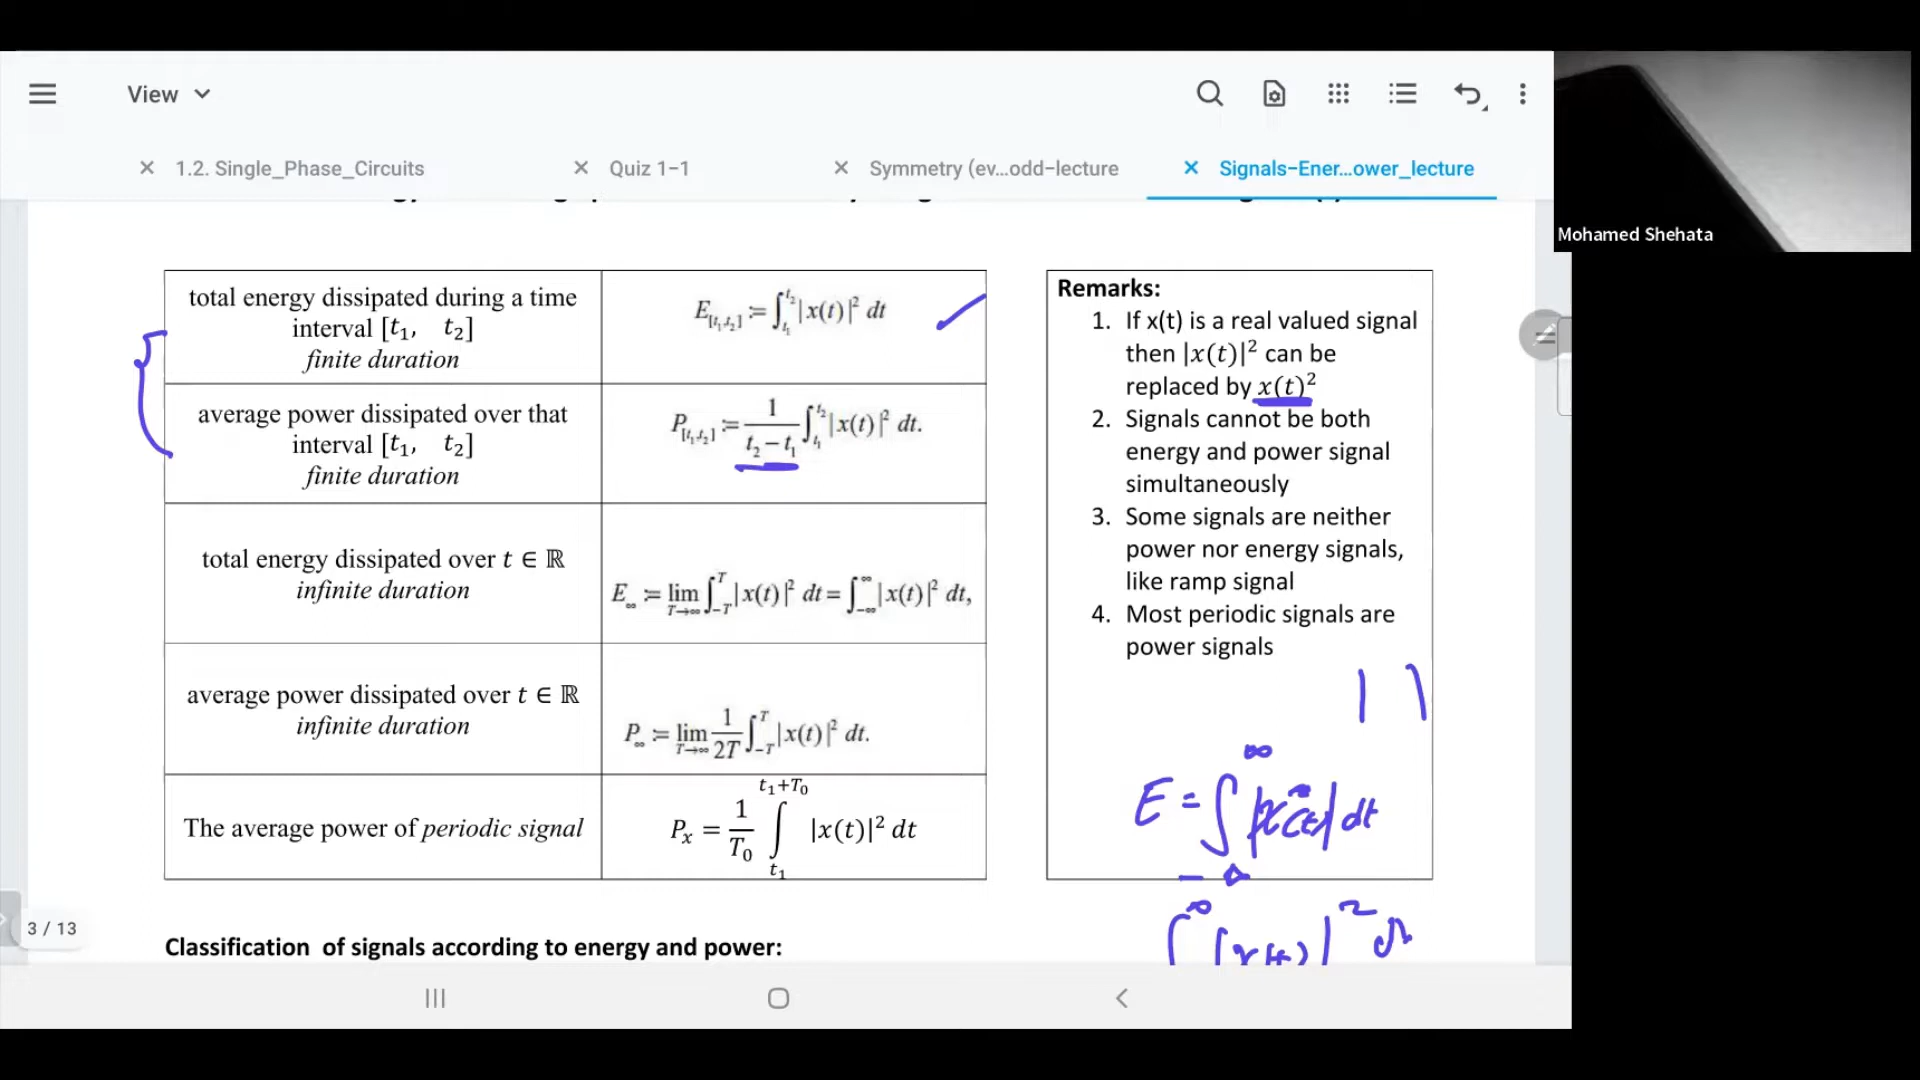 View
1.2. Single_Phase_Circuits
Quiz 1-1
Symmetry (ev...odd-lecture
Signals-Ener...ower_lecture
Mohamed Shehata
total energy dissipated during a time
interval [t₁, t₂]
finite duration
E[t₁,t₂] := ∫_{t₁}^{t₂} |x(t)|² dt
average power dissipated over that
interval [t₁, t₂]
finite duration
P[t₁,t₂] := 1/(t₂ − t₁) ∫_{t₁}^{t₂} |x(t)|² dt.
total energy dissipated over t ∈ ℝ
infinite duration
E∞ := lim_{T→∞} ∫_{−T}^{T} |x(t)|² dt = ∫_{−∞}^{∞} |x(t)|² dt,
average power dissipated over t ∈ ℝ
infinite duration
P∞ := lim_{T→∞} 1/(2T) ∫_{−T}^{T} |x(t)|² dt.
The average power of periodic signal
Pₓ = 1/T₀ ∫_{t₁}^{t₁+T₀} |x(t)|² dt
Remarks:
1. If x(t) is a real valued signal
then |x(t)|² can be
replaced by x(t)²
2. Signals cannot be both
energy and power signal
simultaneously
3. Some signals are neither
power nor energy signals,
like ramp signal
4. Most periodic signals are
power signals
3 / 13
Classification of signals according to energy and power: